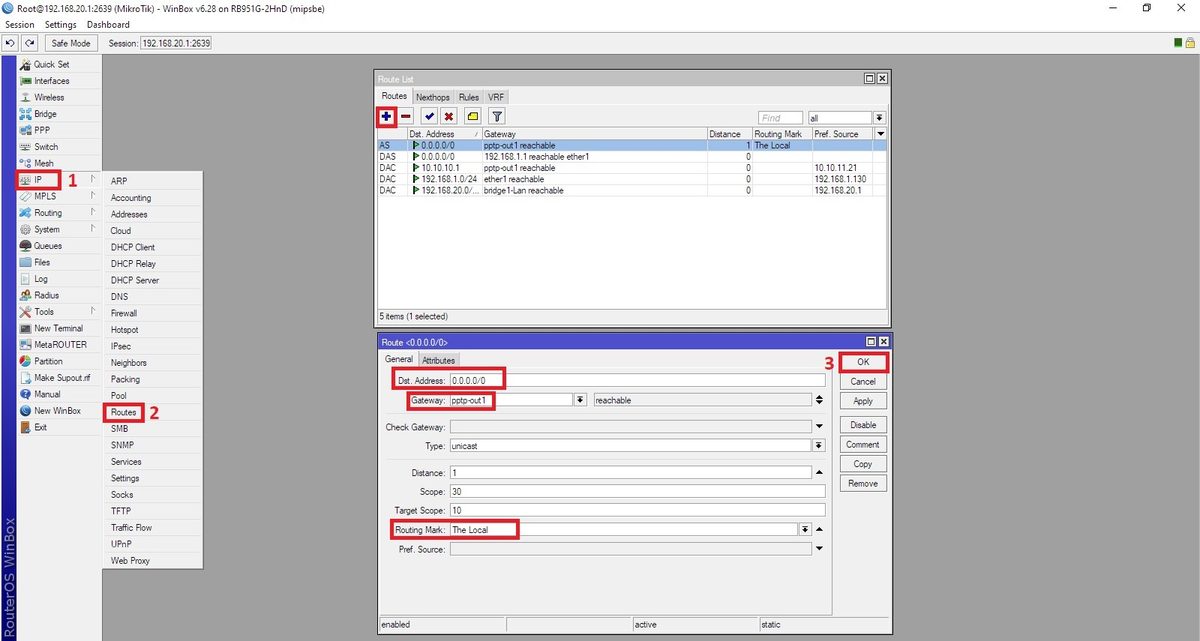 Root@192.168.20.1:2639 (MikroTik) - WinBox v6.28 on RB951G-2HnD (mipsbe)
Session Settings Dashboard
Safe Mode Session: 192.168.20.1:2639
Quick Set
Interfaces
Wireless
Bridge
PPP
Switch
Mesh
IP 1
MPLS
Routing
System
Queues
Files
Log
Radius
Tools
New Terminal
MetaROUTER
Partition
Make Supout.rif
Manual
New WinBox
Exit
RouterOS WinBox
ARP
Accounting
Addresses
Cloud
DHCP Client
DHCP Relay
DHCP Server
DNS
Firewall
Hotspot
IPsec
Neighbors
Packing
Pool
Routes 2
SMB
SNMP
Services
Settings
Socks
TFTP
Traffic Flow
UPnP
Web Proxy
Route List
Routes Nexthops Rules VRF
Find all
Dst. Address / Gateway Distance Routing Mark Pref. Source
AS 0.0.0.0/0 pptp-out1 reachable 1 The Local
DAS 0.0.0.0/0 192.168.1.1 reachable ether1 0
DAC 10.10.10.1 pptp-out1 reachable 0 10.10.11.21
DAC 192.168.1.0/24 ether1 reachable 0 192.168.1.130
DAC 192.168.20.0/... bridge1-Lan reachable 0 192.168.20.1
5 items (1 selected)
Route <0.0.0.0/0>
General Attributes
Dst. Address: 0.0.0.0/0
Gateway: pptp-out1 reachable
Check Gateway:
Type: unicast
Distance: 1
Scope: 30
Target Scope: 10
Routing Mark: The Local
Pref. Source:
3 OK
Cancel
Apply
Disable
Comment
Copy
Remove
enabled active static